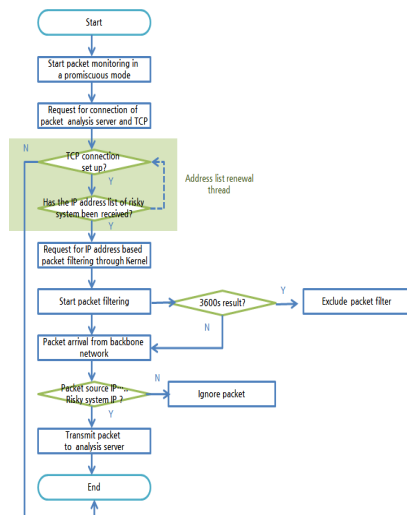 Start
Start packet monitoring in
a promiscuous mode
Request for connection of
packet analysis server and TCP
N
TCP connection
set up?
Y
Address list renewal
thread
Has the IP address list of risky
system been received?
Y
Request for IP address based
packet filtering through Kernel
Start packet filtering
3600s result?
Y
Exclude packet filter
N
Packet arrival from backbone
network
Packet source IP…..
Risky system IP ?
N
Ignore packet
Y
Transmit packet
to analysis server
End